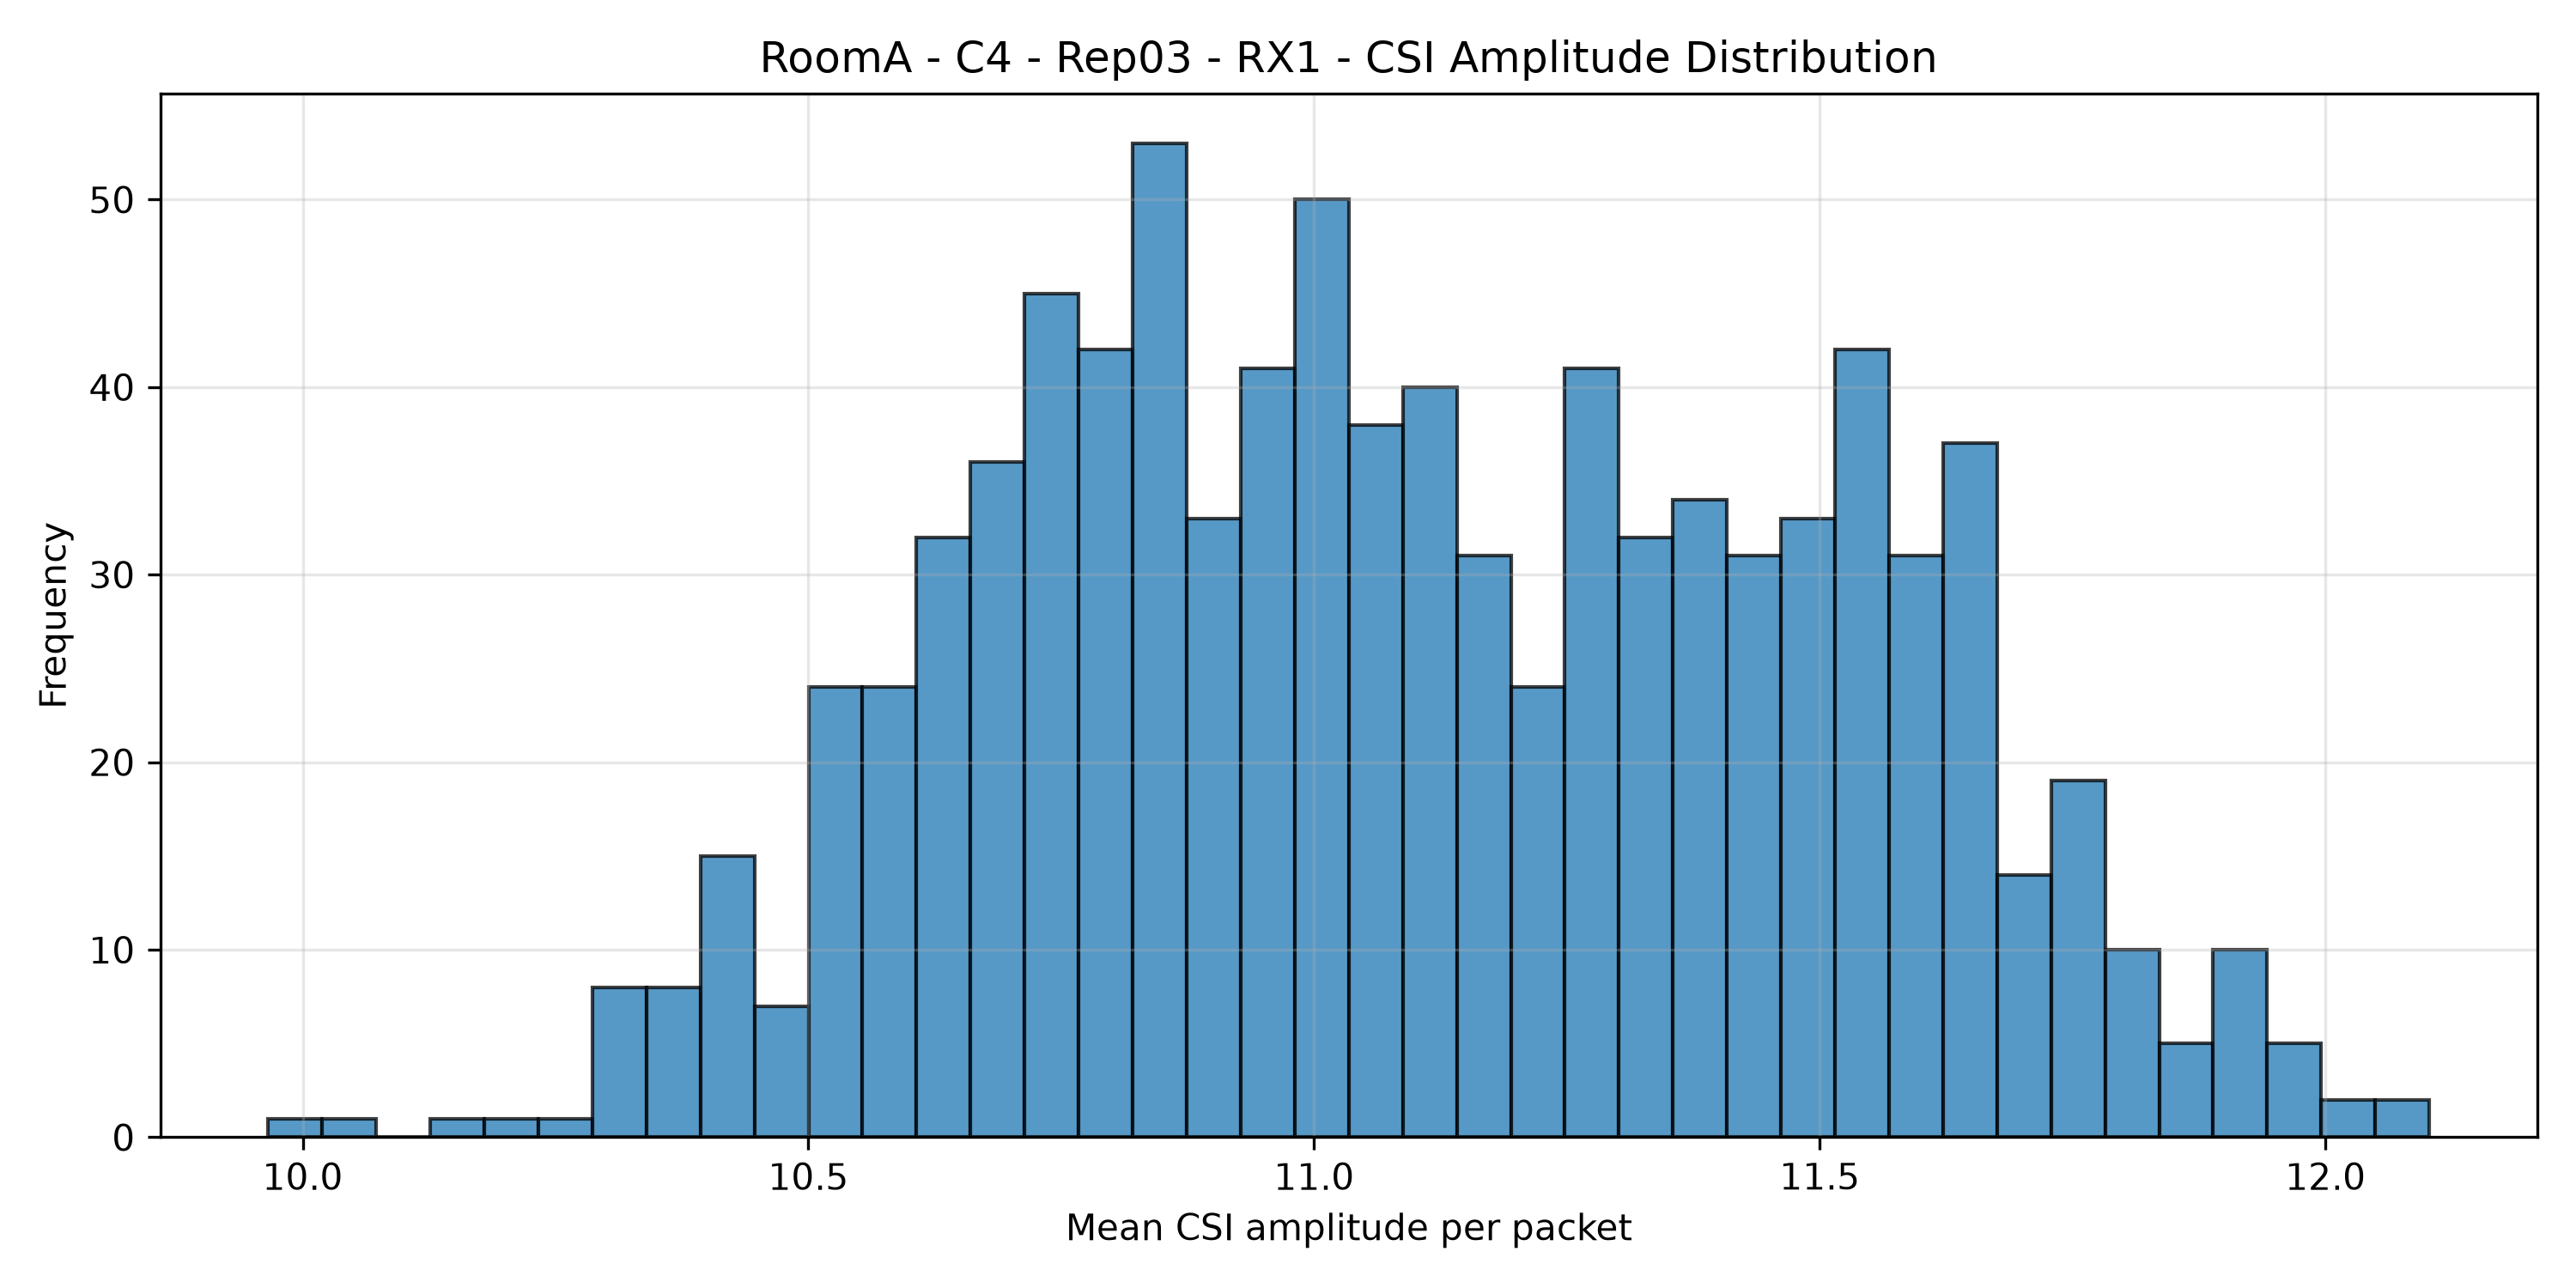 RoomA - C4 - Rep03 - RX1 - CSI Amplitude Distribution
Frequency
50
40
30
20
10
0
10.0 10.5 11.0 11.5 12.0
Mean CSI amplitude per packet